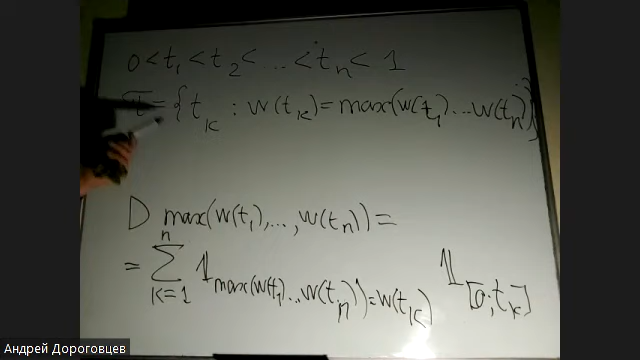 0 < t₁ < t₂ < .. < tₙ < 1
τ = { t_k : w(t_k) = max(w(t₁)...w(tₙ)) }
D max(w(t₁),...,w(tₙ)) =
= ∑_{k=1}^{n} 𝟙_{max(w(t₁)...w(tₙ))=w(t_k)} 𝟙_{[0;t_k]}
Андрей Дороговцев